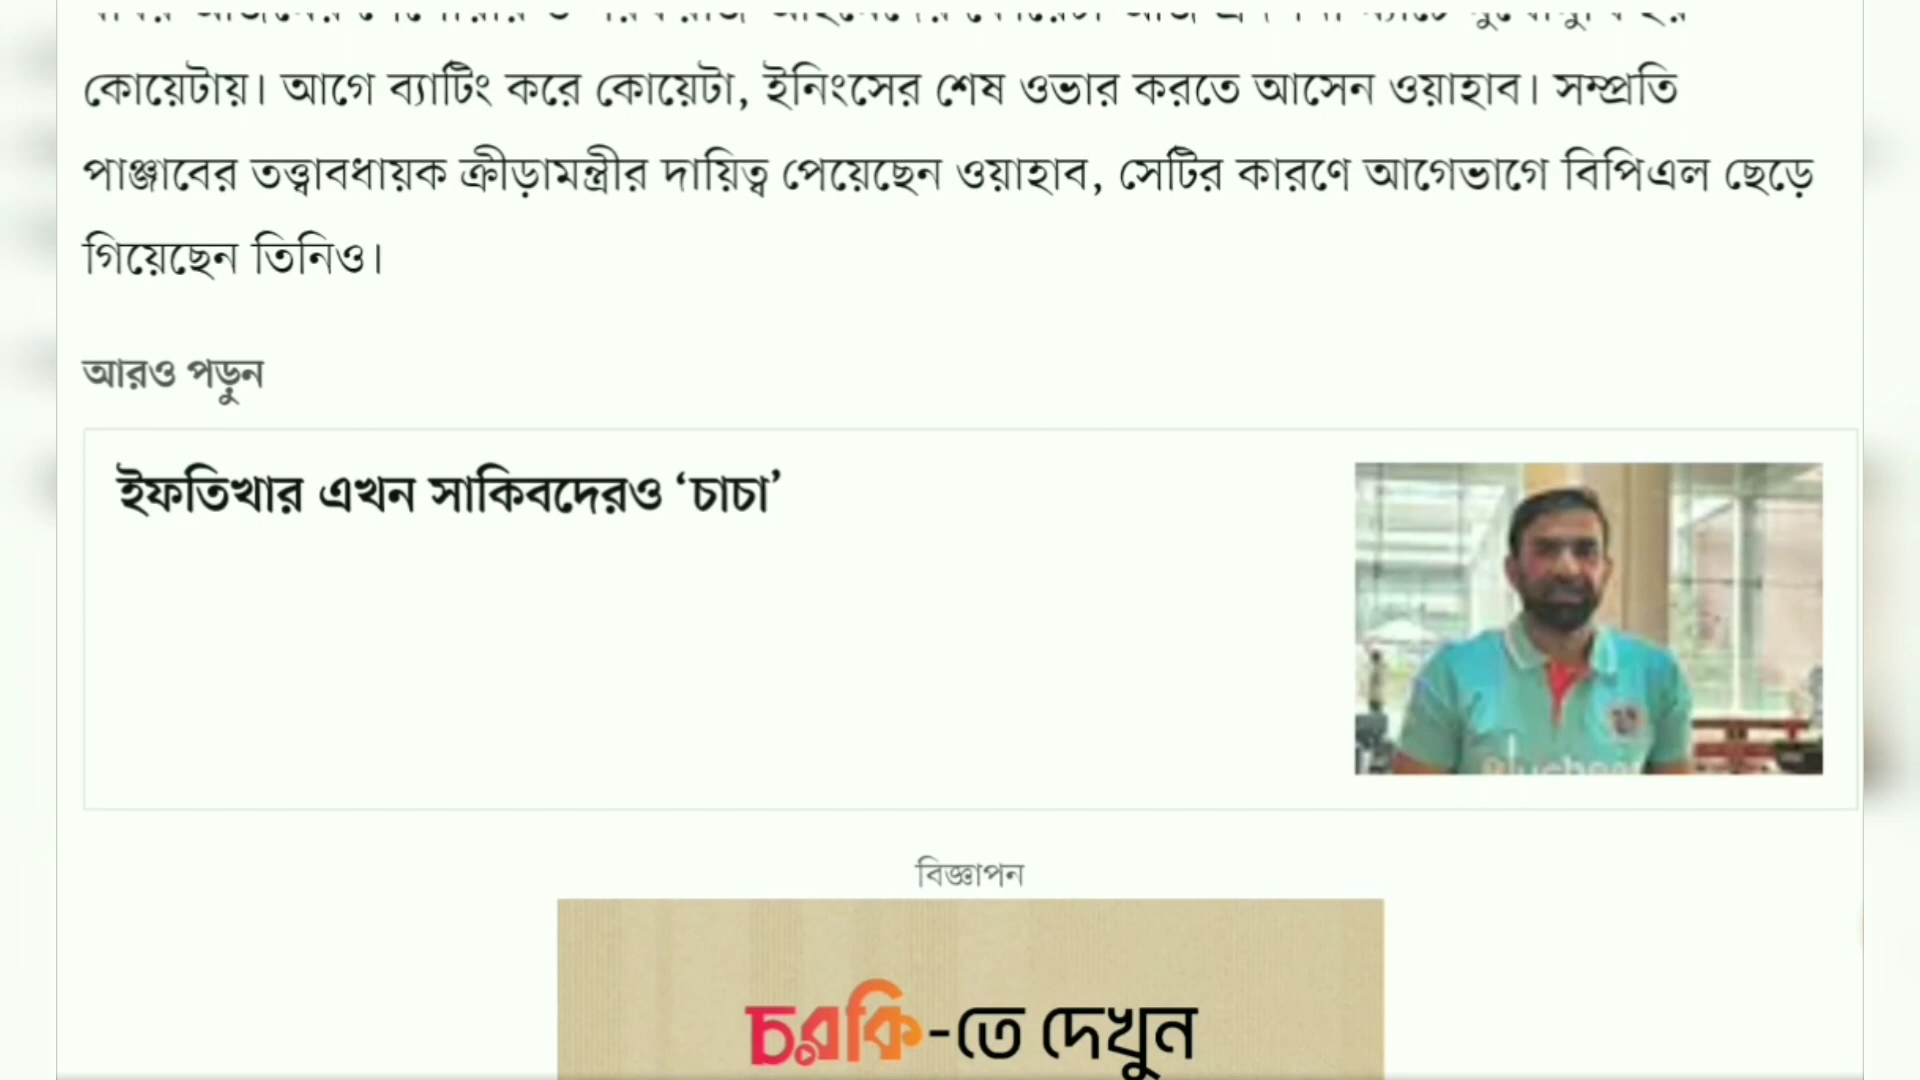 কোয়েটায়। আগে ব্যাটিং করে কোয়েটা, ইনিংসের শেষ ওভার করতে আসেন ওয়াহাব। সম্প্রতি
পাঞ্জাবের তত্ত্বাবধায়ক ক্রীড়ামন্ত্রীর দায়িত্ব পেয়েছেন ওয়াহাব, সেটির কারণে আগেভাগে বিপিএল ছেড়ে
গিয়েছেন তিনিও।
আরও পড়ুন
ইফতিখার এখন সাকিবদেরও ‘চাচা’
বিজ্ঞাপন
চরকি-তে দেখুন